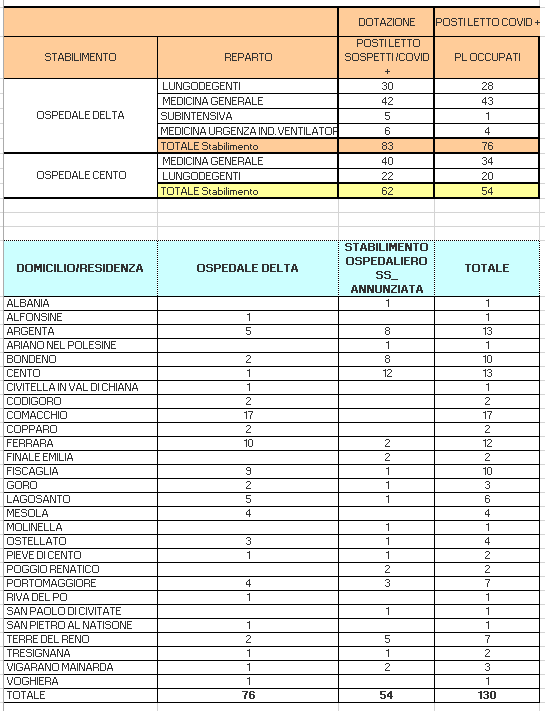 DOTAZIONE POSTI LETTO COVID +
STABILIMENTO REPARTO POSTI LETTO SOSPETTI/COVID + PL OCCUPATI
OSPEDALE DELTA
LUNGODEGENTI 30 28
MEDICINA GENERALE 42 43
SUBINTENSIVA 5 1
MEDICINA URGENZA IND.VENTILATOR 6 4
TOTALE Stabilimento 83 76
OSPEDALE CENTO
MEDICINA GENERALE 40 34
LUNGODEGENTI 22 20
TOTALE Stabilimento 62 54
DOMICILIO/RESIDENZA OSPEDALE DELTA STABILIMENTO OSPEDALIERO SS_ ANNUNZIATA TOTALE
ALBANIA 1 1
ALFONSINE 1 1
ARGENTA 5 8 13
ARIANO NEL POLESINE 1 1
BONDENO 2 8 10
CENTO 1 12 13
CIVITELLA IN VAL DI CHIANA 1 1
CODIGORO 2 2
COMACCHIO 17 17
COPPARO 2 2
FERRARA 10 2 12
FINALE EMILIA 2 2
FISCAGLIA 9 1 10
GORO 2 1 3
LAGOSANTO 5 1 6
MESOLA 4 4
MOLINELLA 1 1
OSTELLATO 3 1 4
PIEVE DI CENTO 1 1 2
POGGIO RENATICO 2 2
PORTOMAGGIORE 4 3 7
RIVA DEL PO 1 1
SAN PAOLO DI CIVITATE 1 1
SAN PIETRO AL NATISONE 1 1
TERRE DEL RENO 2 5 7
TRESIGNANA 1 1 2
VIGARANO MAINARDA 1 2 3
VOGHIERA 1 1
TOTALE 76 54 130